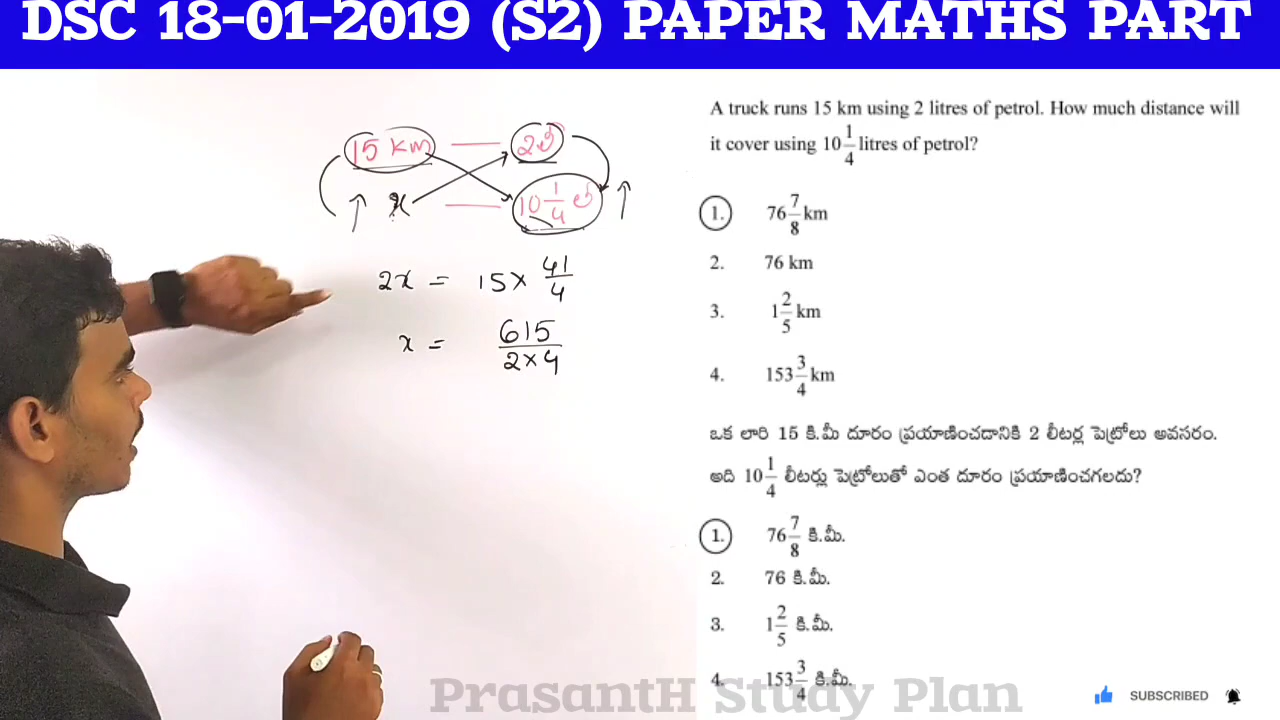 DSC 18-01-2019 (S2) PAPER MATHS PART
15 KM — 2లీ
x — 10 1/4 లీ
2x = 15 × 41/4
x = 615/(2×4)
A truck runs 15 km using 2 litres of petrol. How much distance will
it cover using 10 1/4 litres of petrol?
1. 76 7/8 km
2. 76 km
3. 1 2/5 km
4. 153 3/4 km
ఒక లారి 15 కి.మీ దూరం ప్రయాణించడానికి 2 లీటర్ల పెట్రోలు అవసరం.
అది 10 1/4 లీటర్లు పెట్రోలుతో ఎంత దూరం ప్రయాణించగలదు?
1. 76 7/8 కి.మీ.
2. 76 కి.మీ.
3. 1 2/5 కి.మీ.
4. 153 3/4 కి.మీ.
PrasantH Study Plan
SUBSCRIBED